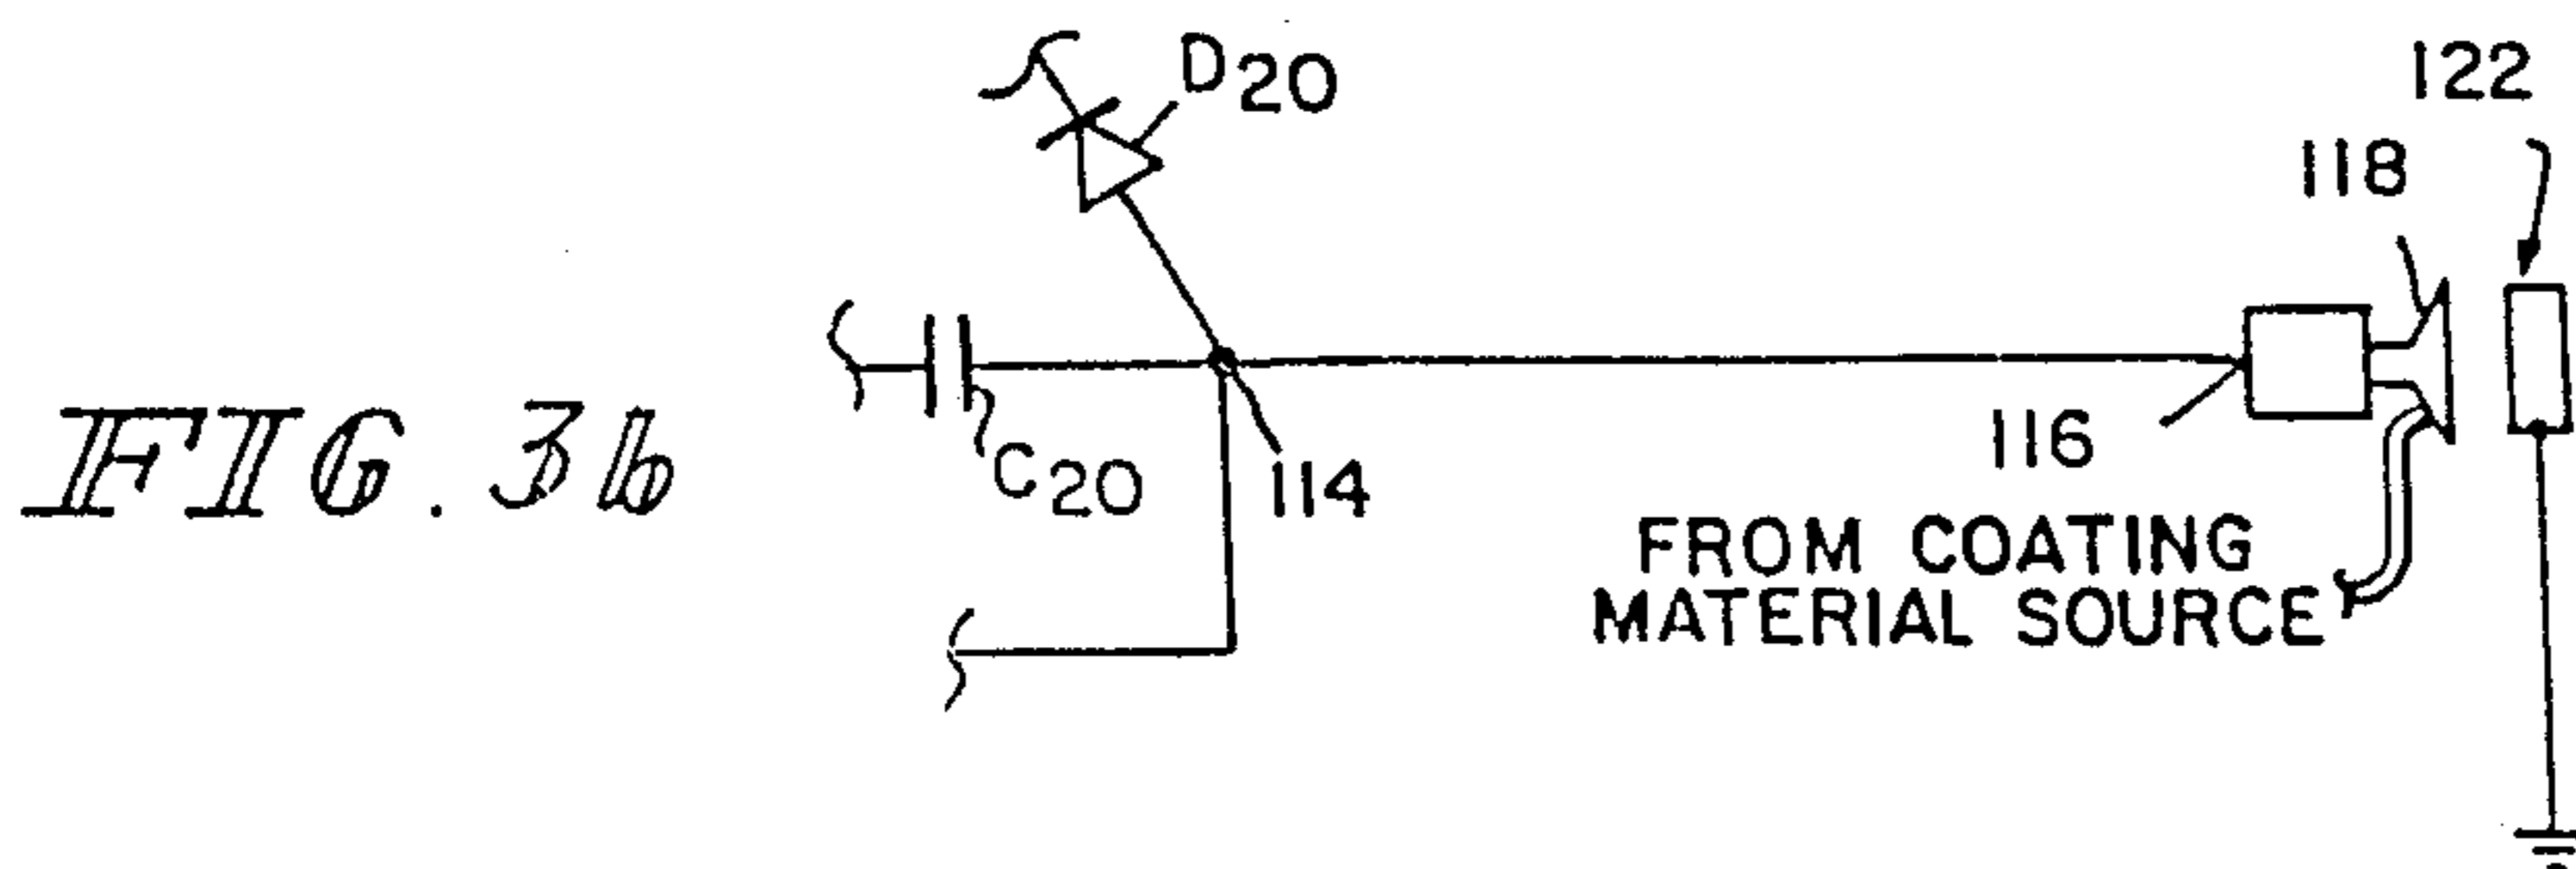 D20
122
118
C20
114
116
FIG. 3b
FROM COATING
MATERIAL SOURCE